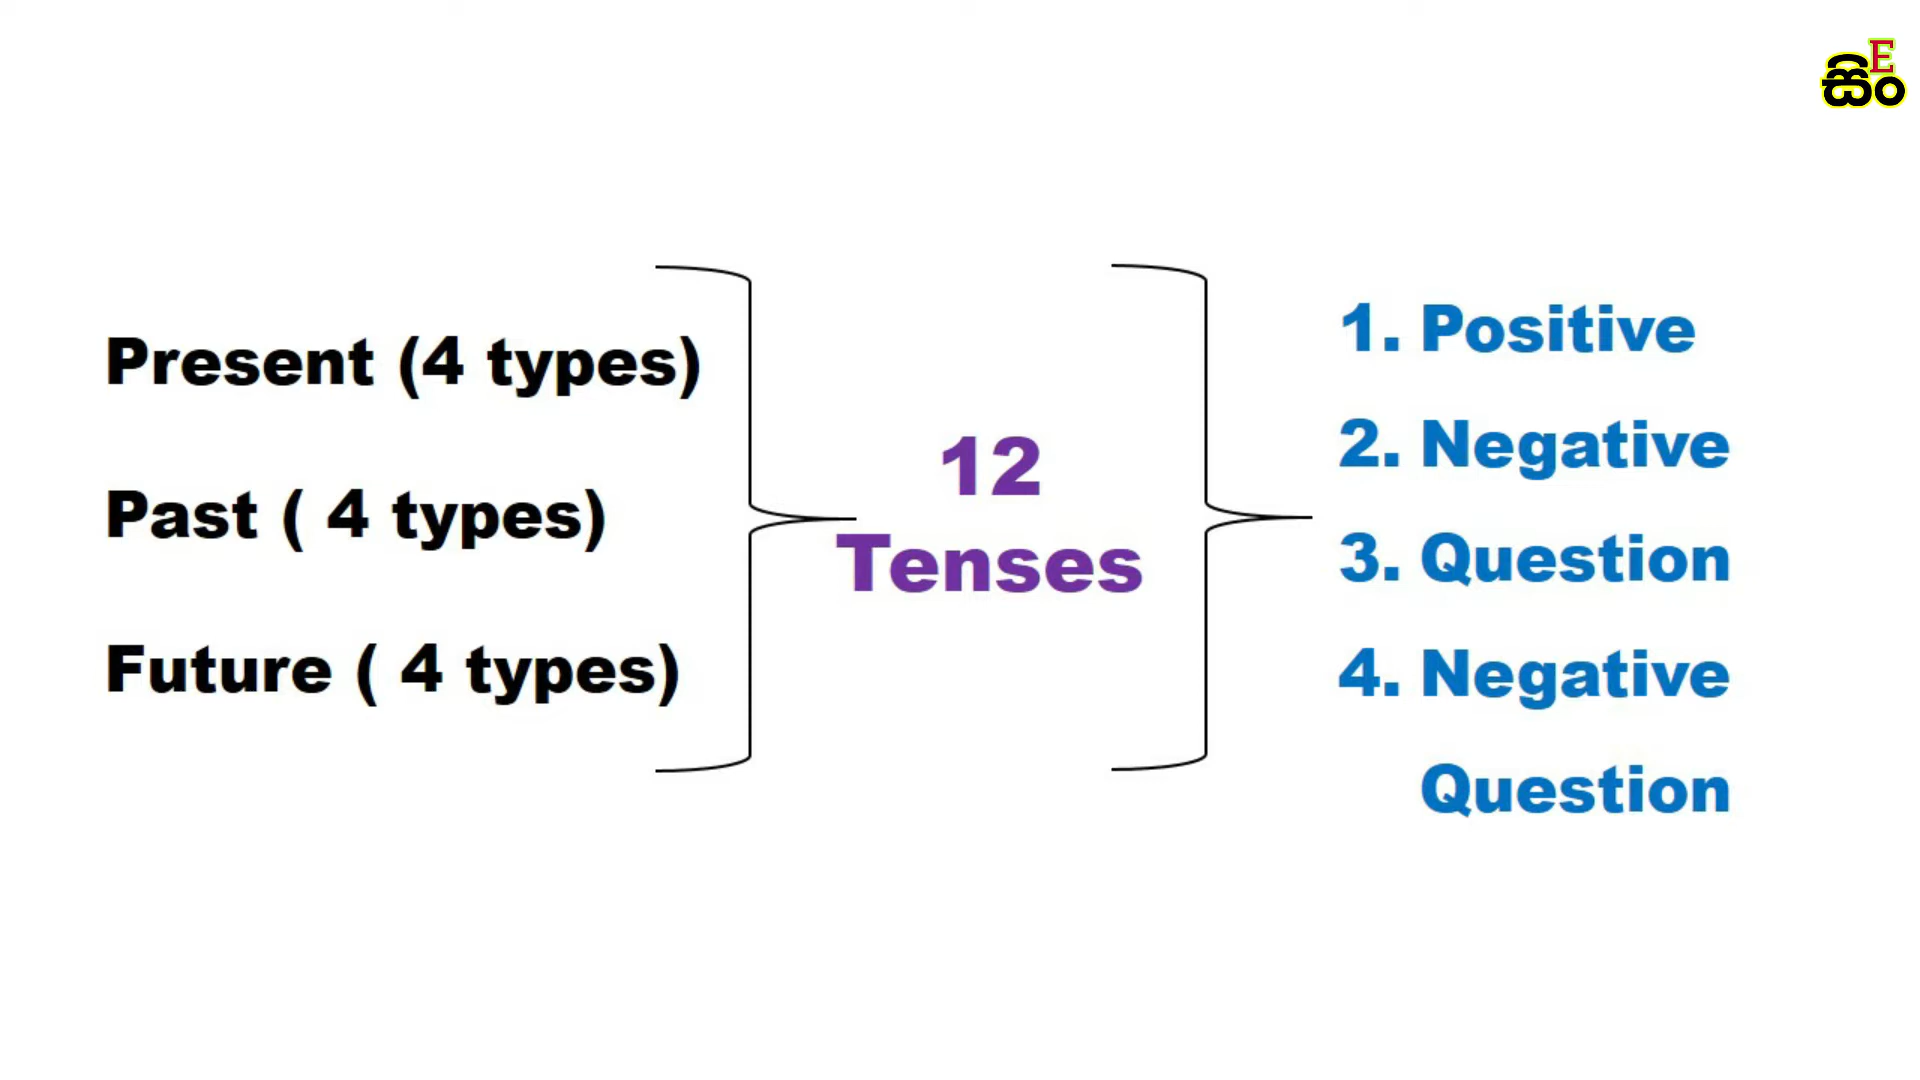 E
සිං
Present (4 types)
Past ( 4 types)
Future ( 4 types)
12
Tenses
1. Positive
2. Negative
3. Question
4. Negative
Question